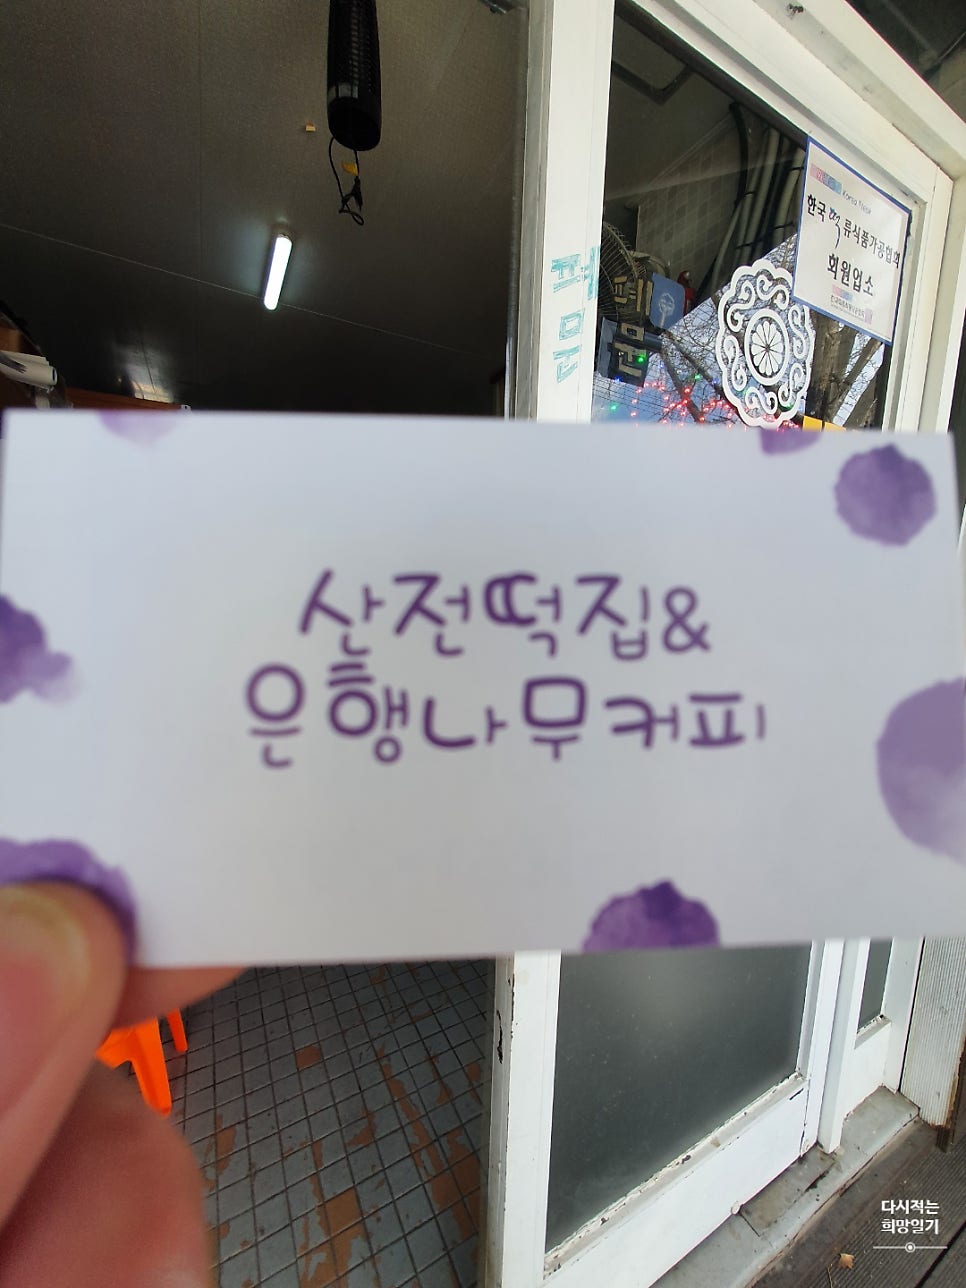 한국떡류식품가공협회
회원업소
산전떡집&
은행나무커피
다시적는
희망일기